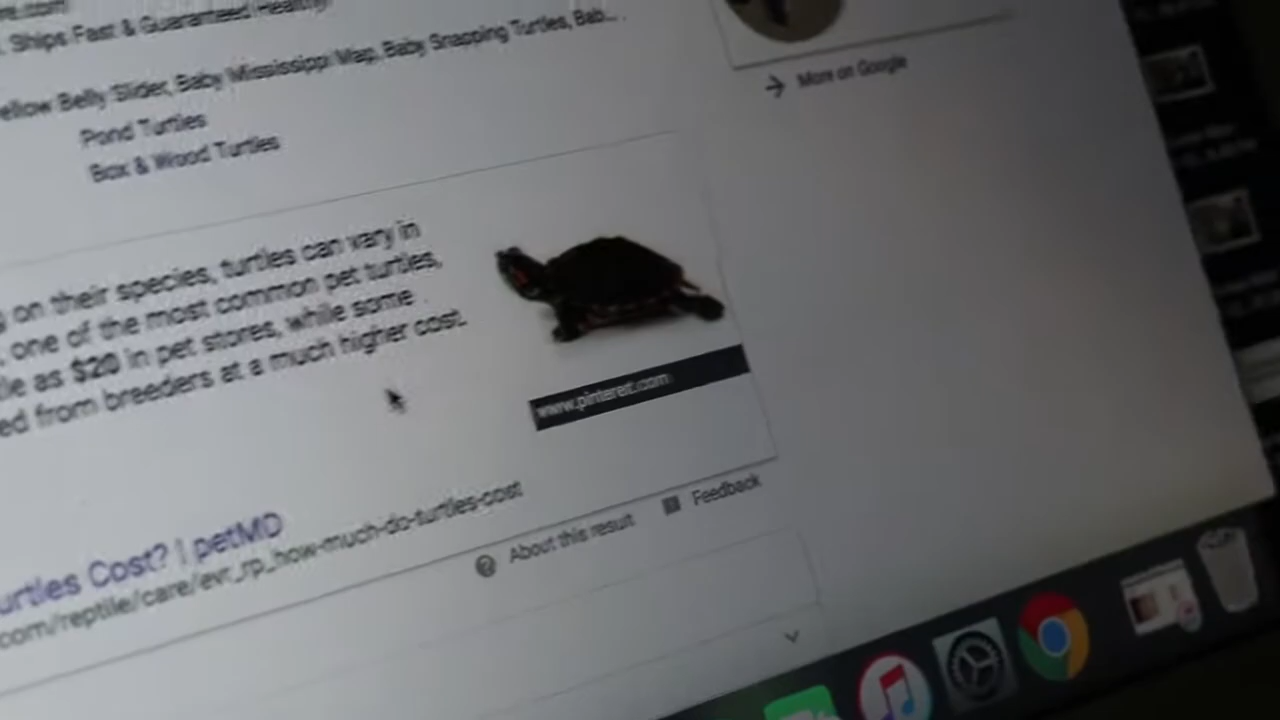 Ships Fast & Guaranteed Healthy!
ellow Belly Slider, Baby Mississippi Map, Baby Snapping Turtles, Bab...
Pond Turtles
Box & Wood Turtles
More on Google
on their species, turtles can vary in
, one of the most common pet turtles,
tle as $20 in pet stores, while some
ed from breeders at a much higher cost.
www.pinterest.com
urtles Cost? | petMD
com/reptile/care/evr_rp_how-much-do-turtles-cost
About this result
Feedback